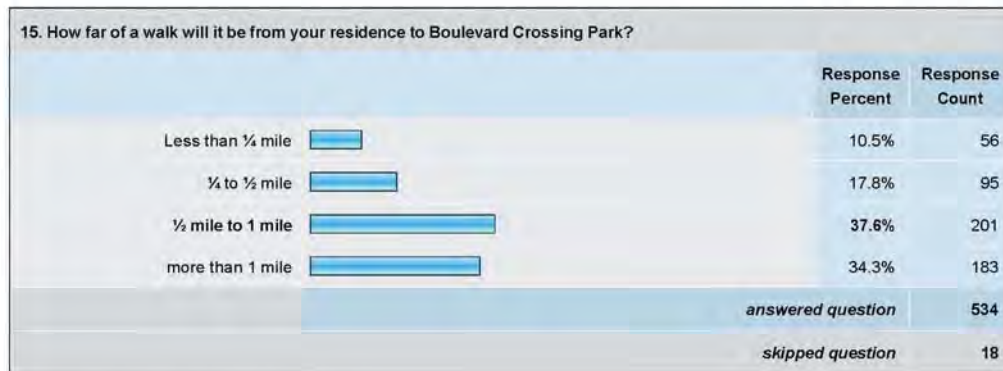 15. How far of a walk will it be from your residence to Boulevard Crossing Park?
Response Percent Response Count
Less than ¼ mile 10.5% 56
¼ to ½ mile 17.8% 95
½ mile to 1 mile 37.6% 201
more than 1 mile 34.3% 183
answered question 534
skipped question 18